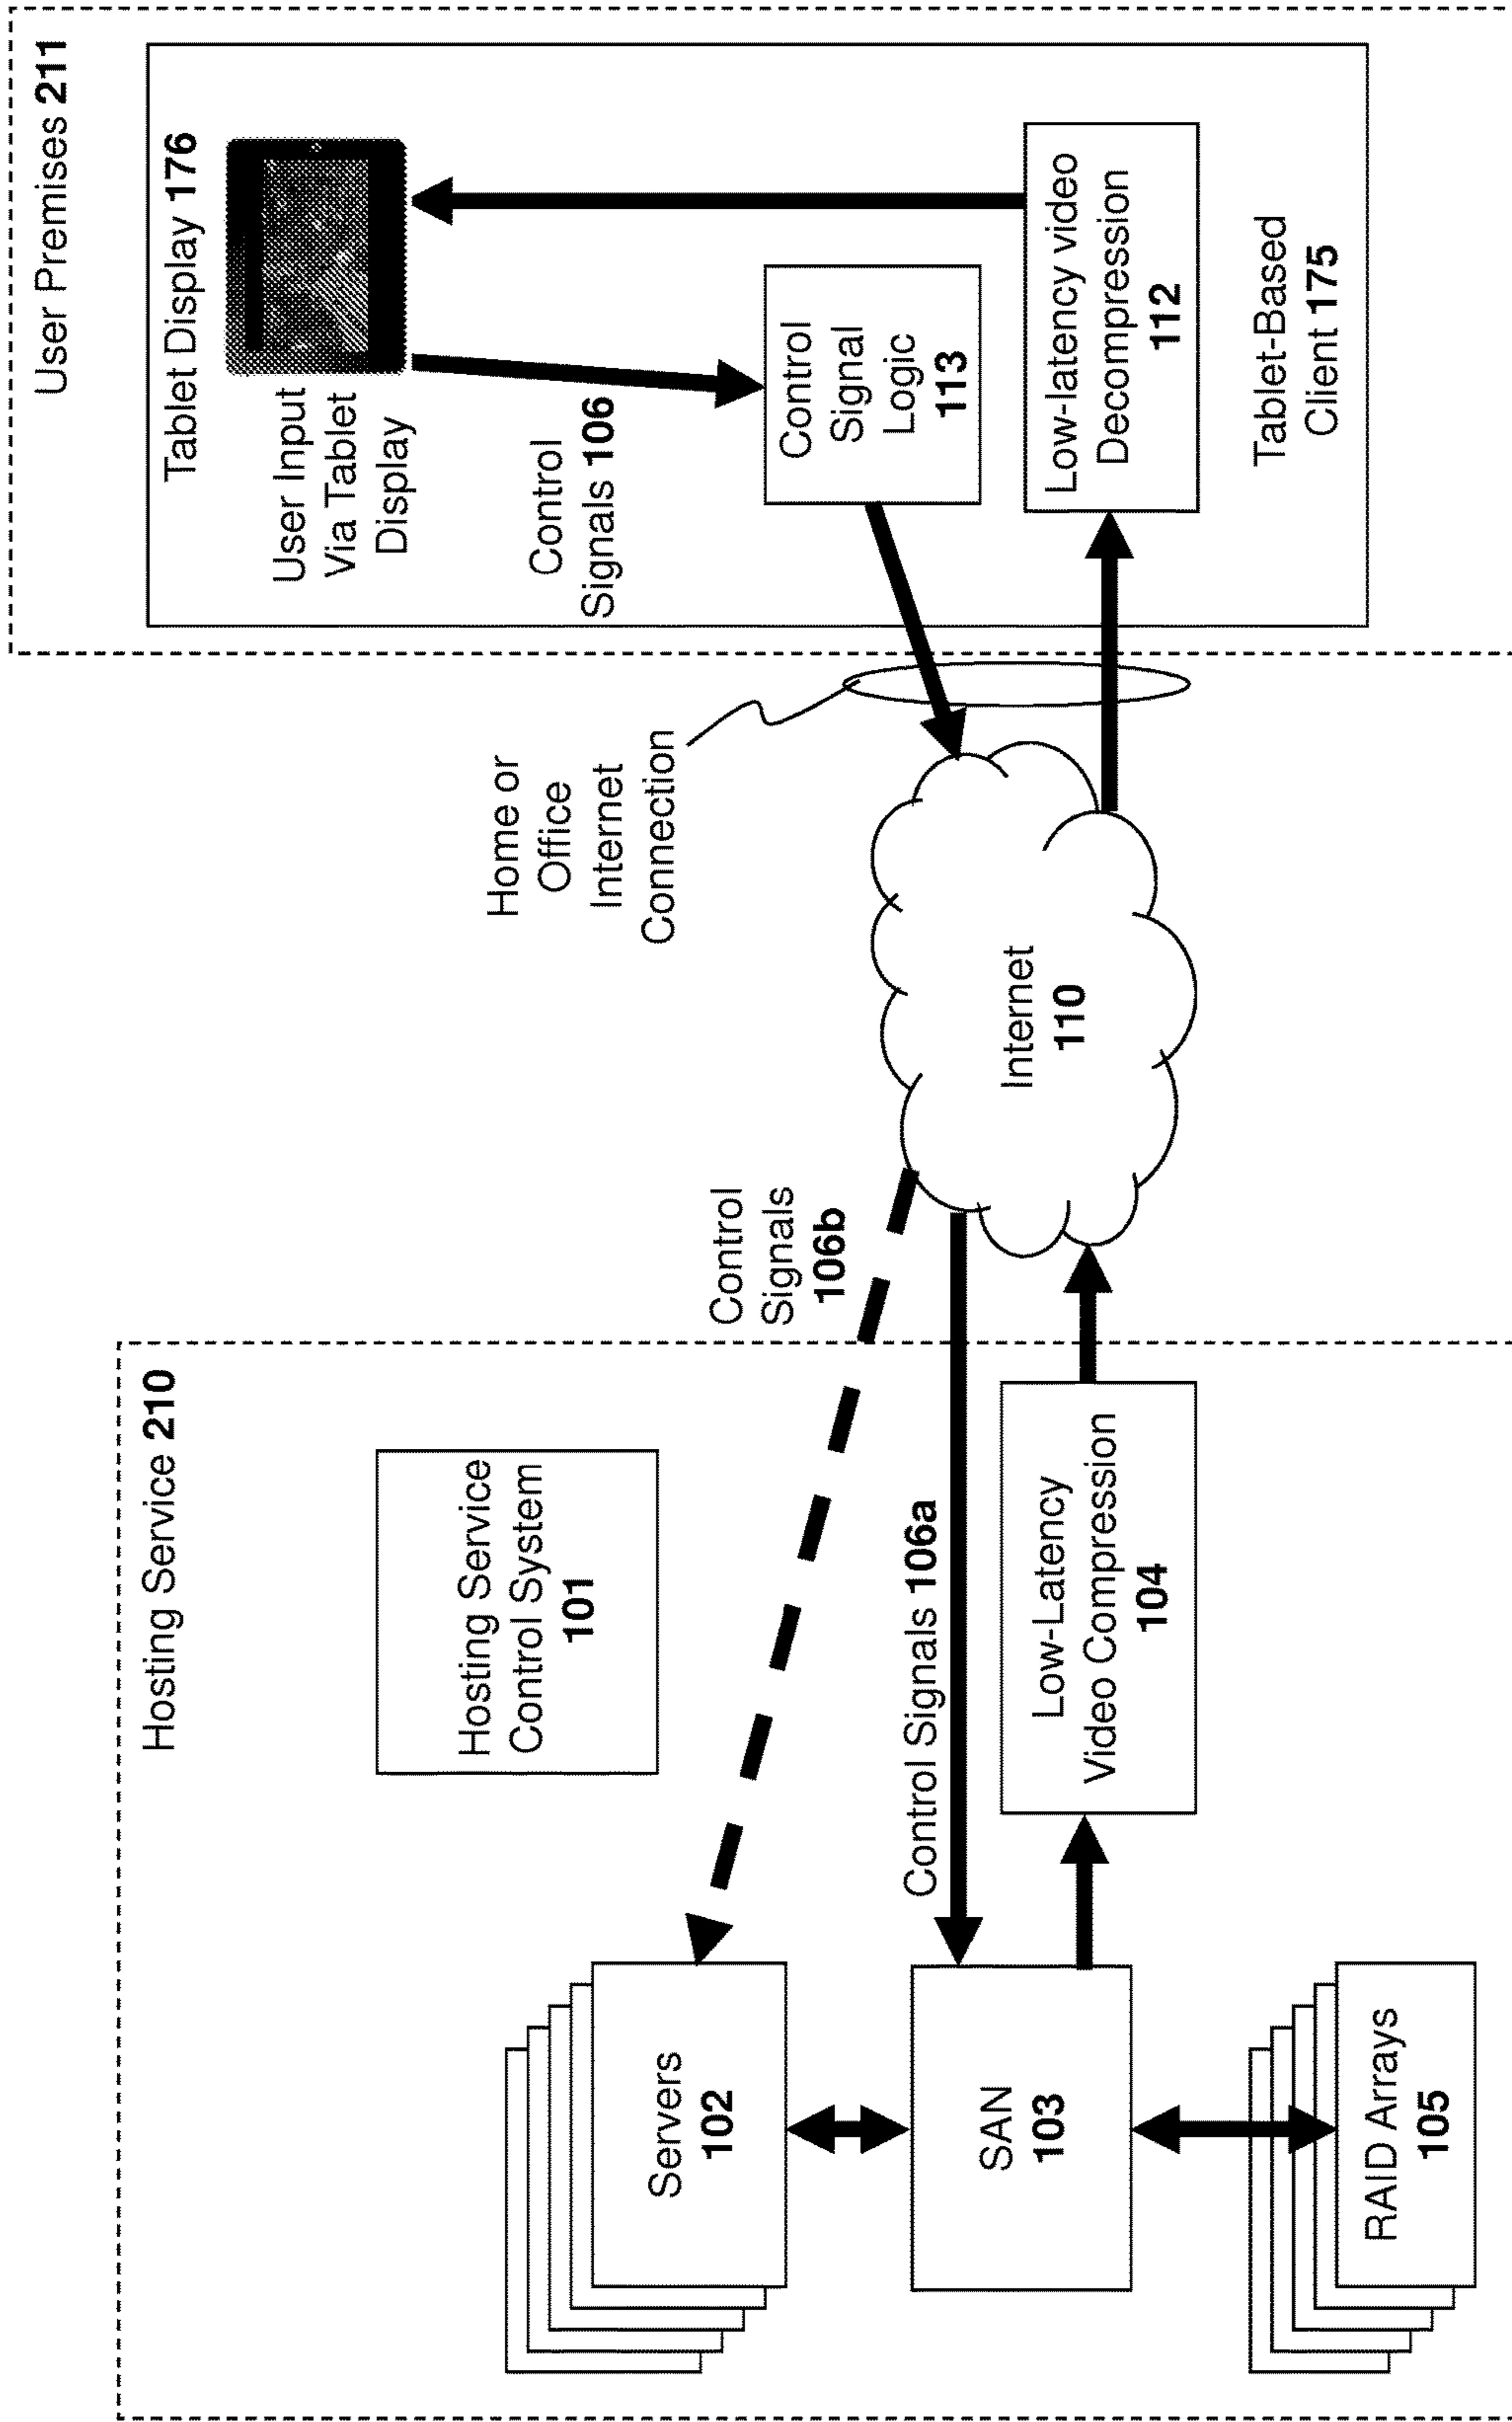 Hosting Service 210
Hosting Service
Control System
101
Servers
102
SAN
103
RAID Arrays
105
Control Signals 106a
Low-Latency
Video Compression
104
Control
Signals
106b
Internet
110
Home or
Office
Internet
Connection
User Premises 211
Tablet Display 176
User Input
Via Tablet
Display
Control
Signals 106
Control
Signal
Logic
113
Low-latency video
Decompression
112
Tablet-Based
Client 175